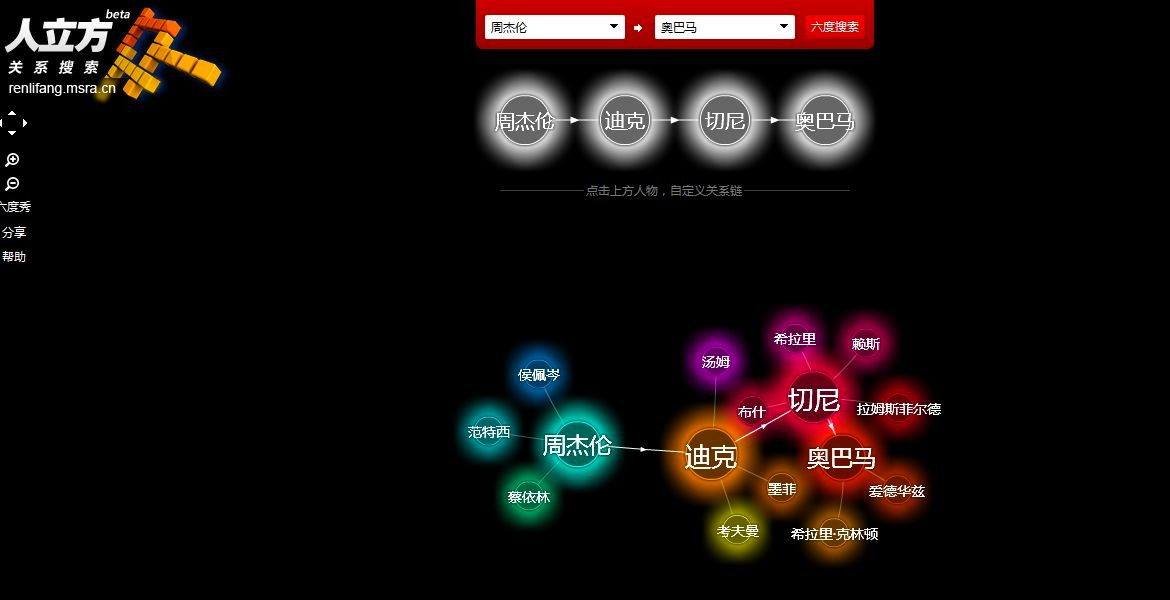 beta
人立方
关系搜索
renlifang.msra.cn
周杰伦
奥巴马
六度搜索
周杰伦
迪克
切尼
奥巴马
点击上方人物，自定义关系链
六度秀
分享
帮助
希拉里
赖斯
汤姆
侯佩岑
切尼
布什
拉姆斯菲尔德
范特西
周杰伦
迪克
奥巴马
墨菲
爱德华兹
蔡依林
考夫曼
希拉里·克林顿